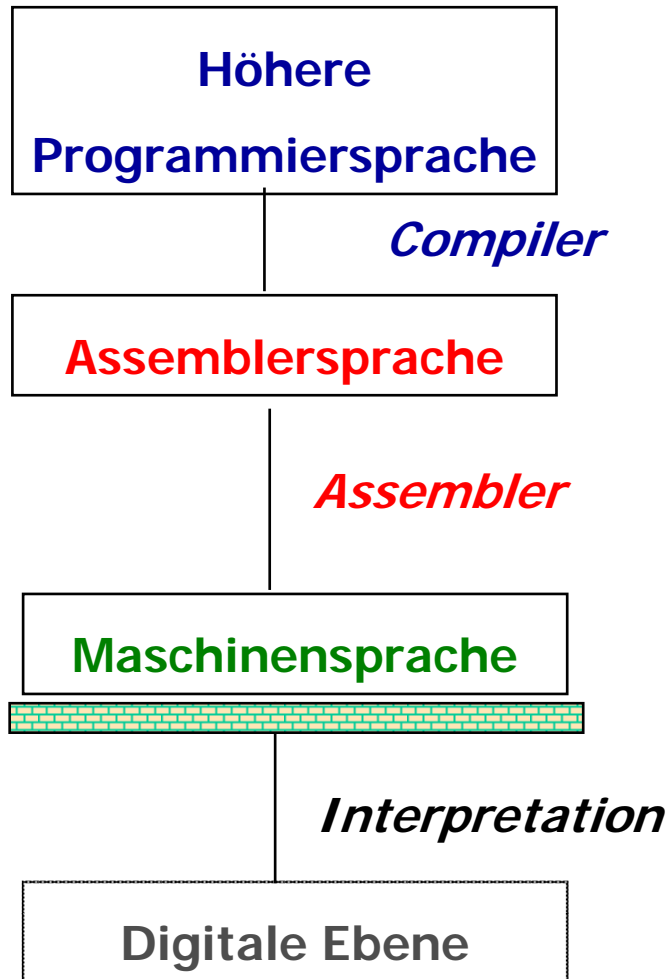 Höhere
Programmiersprache
Compiler
Assemblersprache
Assembler
Maschinensprache
Interpretation
Digitale Ebene